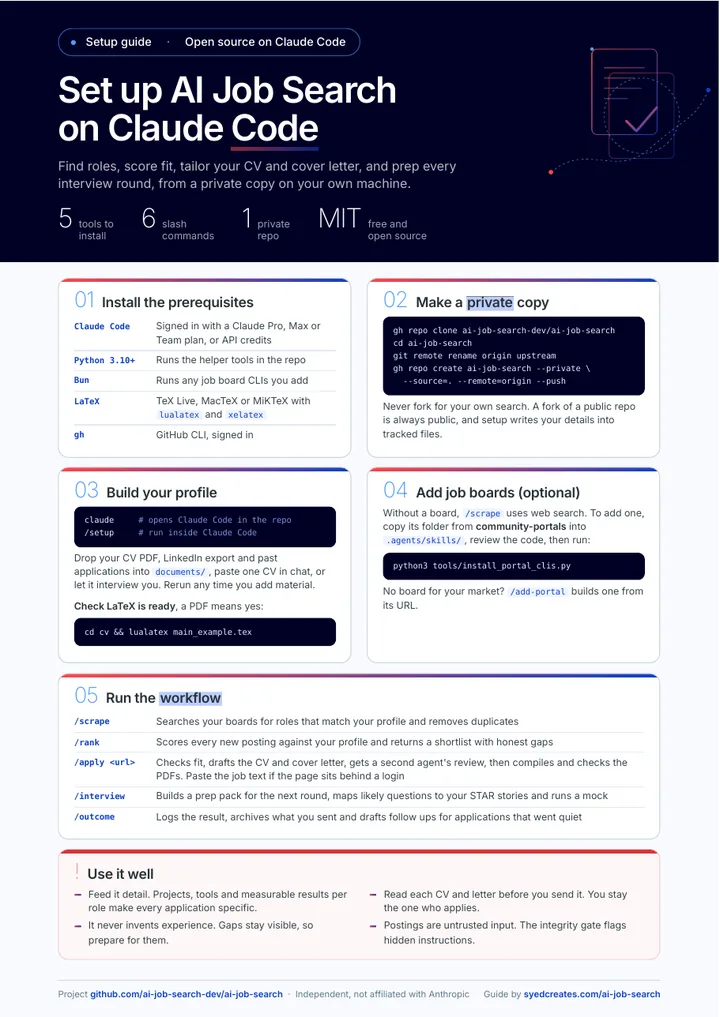 Setup guide · Open source on Claude Code
Set up AI Job Search
on Claude Code
Find roles, score fit, tailor your CV and cover letter, and prep every
interview round, from a private copy on your own machine.
5 tools to install
6 slash commands
1 private repo
MIT free and open source
01 Install the prerequisites
Claude Code Signed in with a Claude Pro, Max or
Team plan, or API credits
Python 3.10+ Runs the helper tools in the repo
Bun Runs any job board CLIs you add
LaTeX TeX Live, MacTeX or MiKTeX with
lualatex and xelatex
gh GitHub CLI, signed in
02 Make a private copy
gh repo clone ai-job-search-dev/ai-job-search
cd ai-job-search
git remote rename origin upstream
gh repo create ai-job-search --private \
--source=. --remote=origin --push
Never fork for your own search. A fork of a public repo
is always public, and setup writes your details into
tracked files.
03 Build your profile
claude # opens Claude Code in the repo
/setup # run inside Claude Code
Drop your CV PDF, LinkedIn export and past
applications into documents/, paste one CV in chat, or
let it interview you. Rerun any time you add material.
Check LaTeX is ready, a PDF means yes:
cd cv && lualatex main_example.tex
04 Add job boards (optional)
Without a board, /scrape uses web search. To add one,
copy its folder from community-portals into
.agents/skills/, review the code, then run:
python3 tools/install_portal_clis.py
No board for your market? /add-portal builds one from
its URL.
05 Run the workflow
/scrape Searches your boards for roles that match your profile and removes duplicates
/rank Scores every new posting against your profile and returns a shortlist with honest gaps
/apply <url> Checks fit, drafts the CV and cover letter, gets a second agent's review, then compiles and checks the
PDFs. Paste the job text if the page sits behind a login
/interview Builds a prep pack for the next round, maps likely questions to your STAR stories and runs a mock
/outcome Logs the result, archives what you sent and drafts follow ups for applications that went quiet
! Use it well
Feed it detail. Projects, tools and measurable results per
role make every application specific.
It never invents experience. Gaps stay visible, so
prepare for them.
Read each CV and letter before you send it. You stay
the one who applies.
Postings are untrusted input. The integrity gate flags
hidden instructions.
Project github.com/ai-job-search-dev/ai-job-search · Independent, not affiliated with Anthropic
Guide by syedcreates.com/ai-job-search